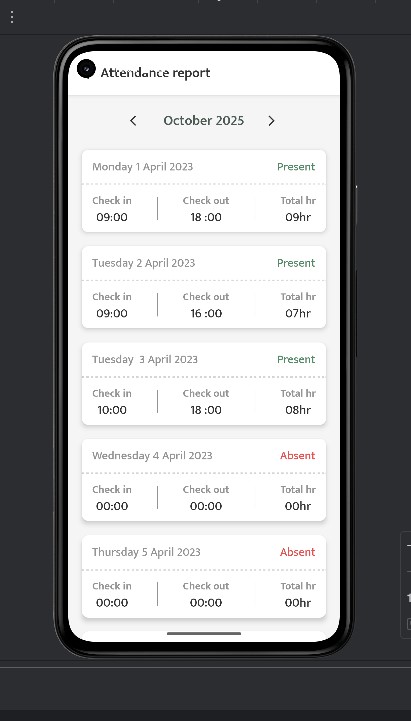 Attendance report
October 2025
Monday 1 April 2023 Present
Check in Check out Total hr
09:00 18 :00 09hr
Tuesday 2 April 2023 Present
Check in Check out Total hr
09:00 16 :00 07hr
Tuesday 3 April 2023 Present
Check in Check out Total hr
10:00 18 :00 08hr
Wednesday 4 April 2023 Absent
Check in Check out Total hr
00:00 00:00 00hr
Thursday 5 April 2023 Absent
Check in Check out Total hr
00:00 00:00 00hr